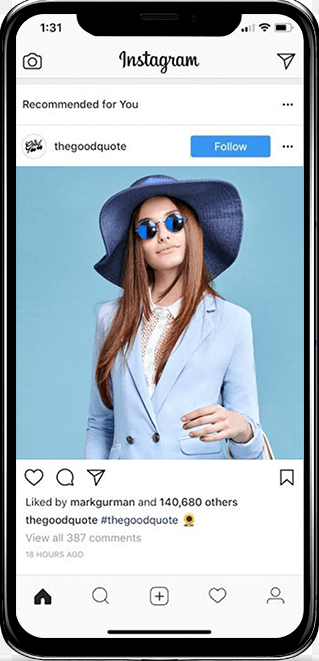 1:31
Instagram
Recommended for You
thegoodquote
Follow
Liked by markgurman and 140,680 others
thegoodquote #thegoodquote 🌻
View all 387 comments
18 HOURS AGO